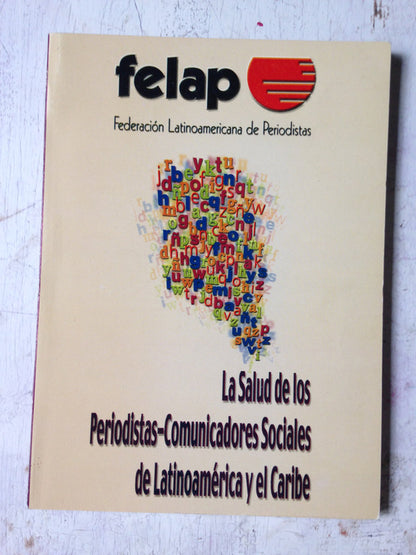 felap
Federación Latinoamericana de Periodistas
La Salud de los
Periodistas-Comunicadores Sociales
de Latinoamérica y el Caribe